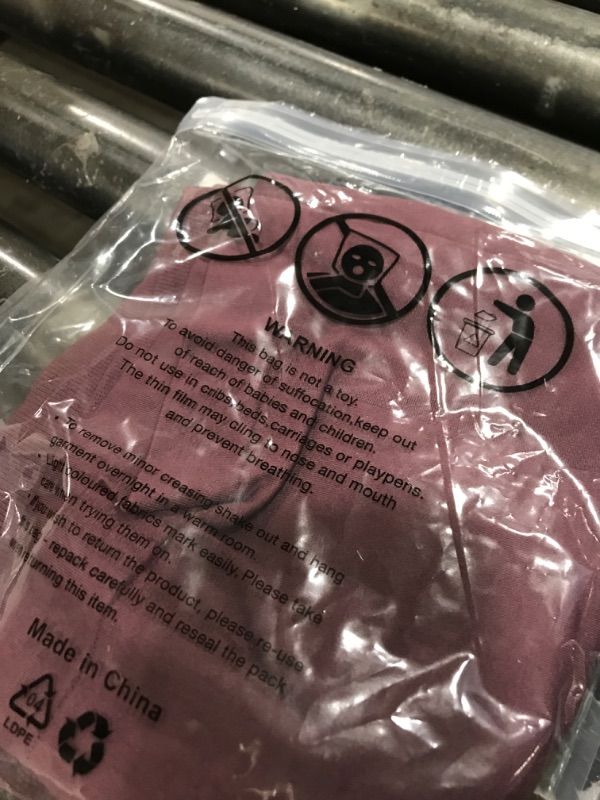 WARNING
This bag is not a toy.
To avoid danger of suffocation,keep out
of reach of babies and children.
Do not use in cribs,beds,carriages or playpens.
The thin film may cling to nose and mouth
and prevent breathing.
• To remove minor creasing shake out and hang
garment overnight in a warm room.
• Light coloured fabrics mark easily. Please take
care when trying them on.
• If you wish to return the product, please re-use
- repack carefully and reseal the pack
returning this item.
Made in China
04
LDPE